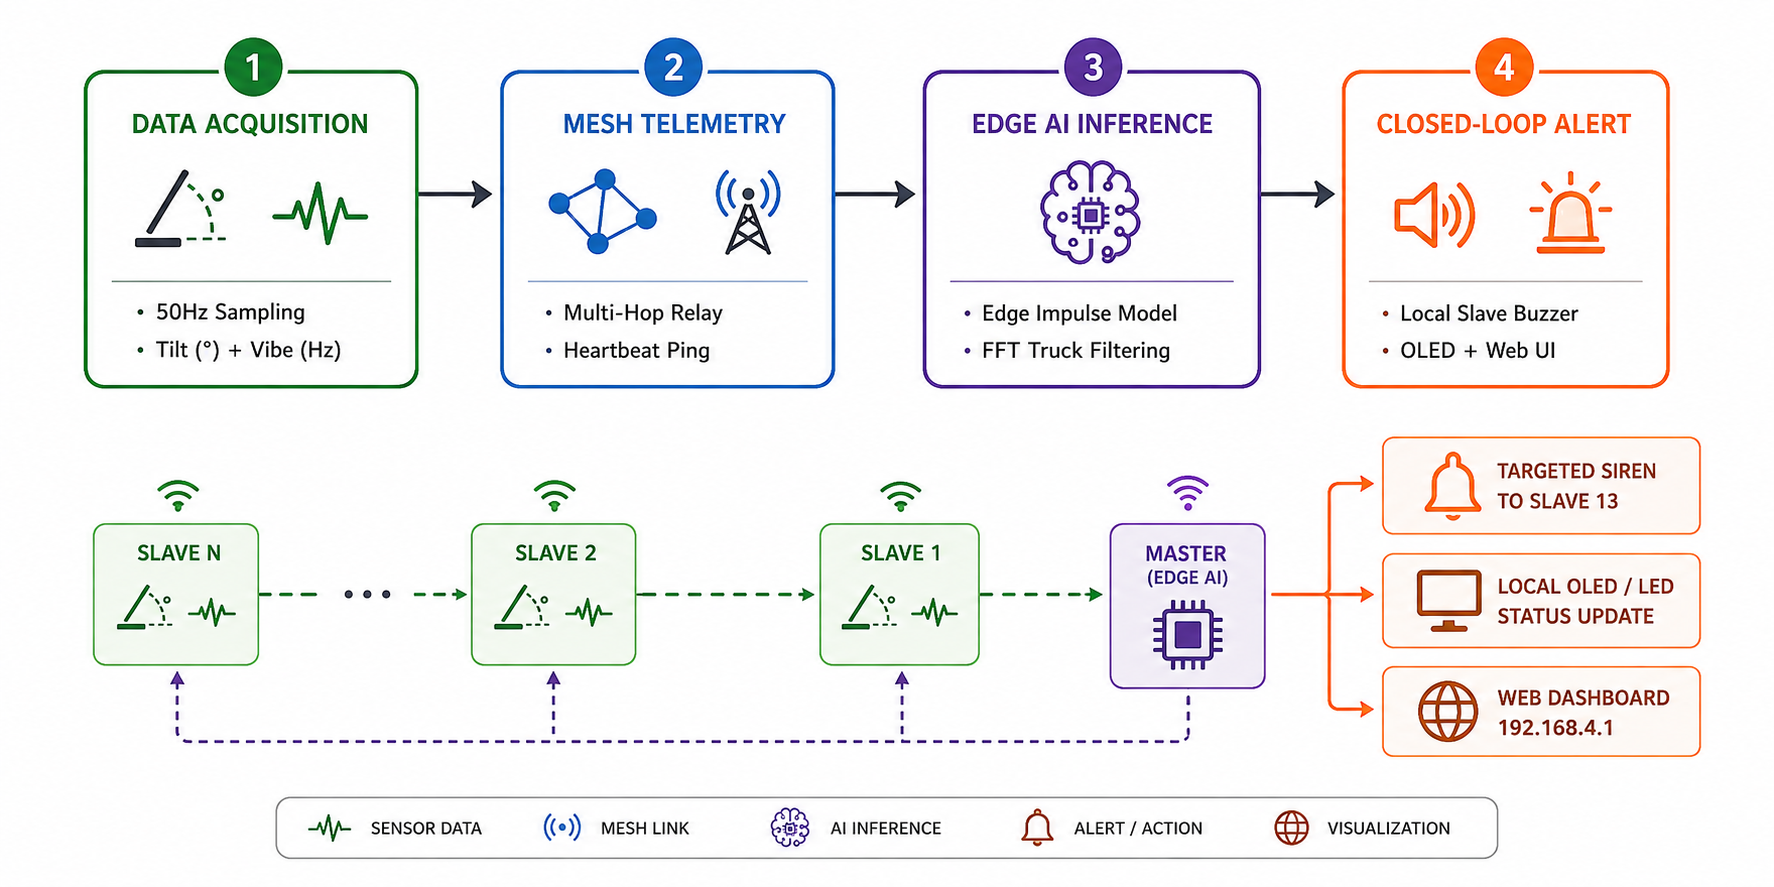 1
DATA ACQUISITION
• 50Hz Sampling
• Tilt (°) + Vibe (Hz)
2
MESH TELEMETRY
• Multi-Hop Relay
• Heartbeat Ping
3
EDGE AI INFERENCE
• Edge Impulse Model
• FFT Truck Filtering
4
CLOSED-LOOP ALERT
• Local Slave Buzzer
• OLED + Web UI
SLAVE N
SLAVE 2
SLAVE 1
MASTER
(EDGE AI)
TARGETED SIREN
TO SLAVE 13
LOCAL OLED / LED
STATUS UPDATE
WEB DASHBOARD
192.168.4.1
SENSOR DATA
MESH LINK
AI INFERENCE
ALERT / ACTION
VISUALIZATION